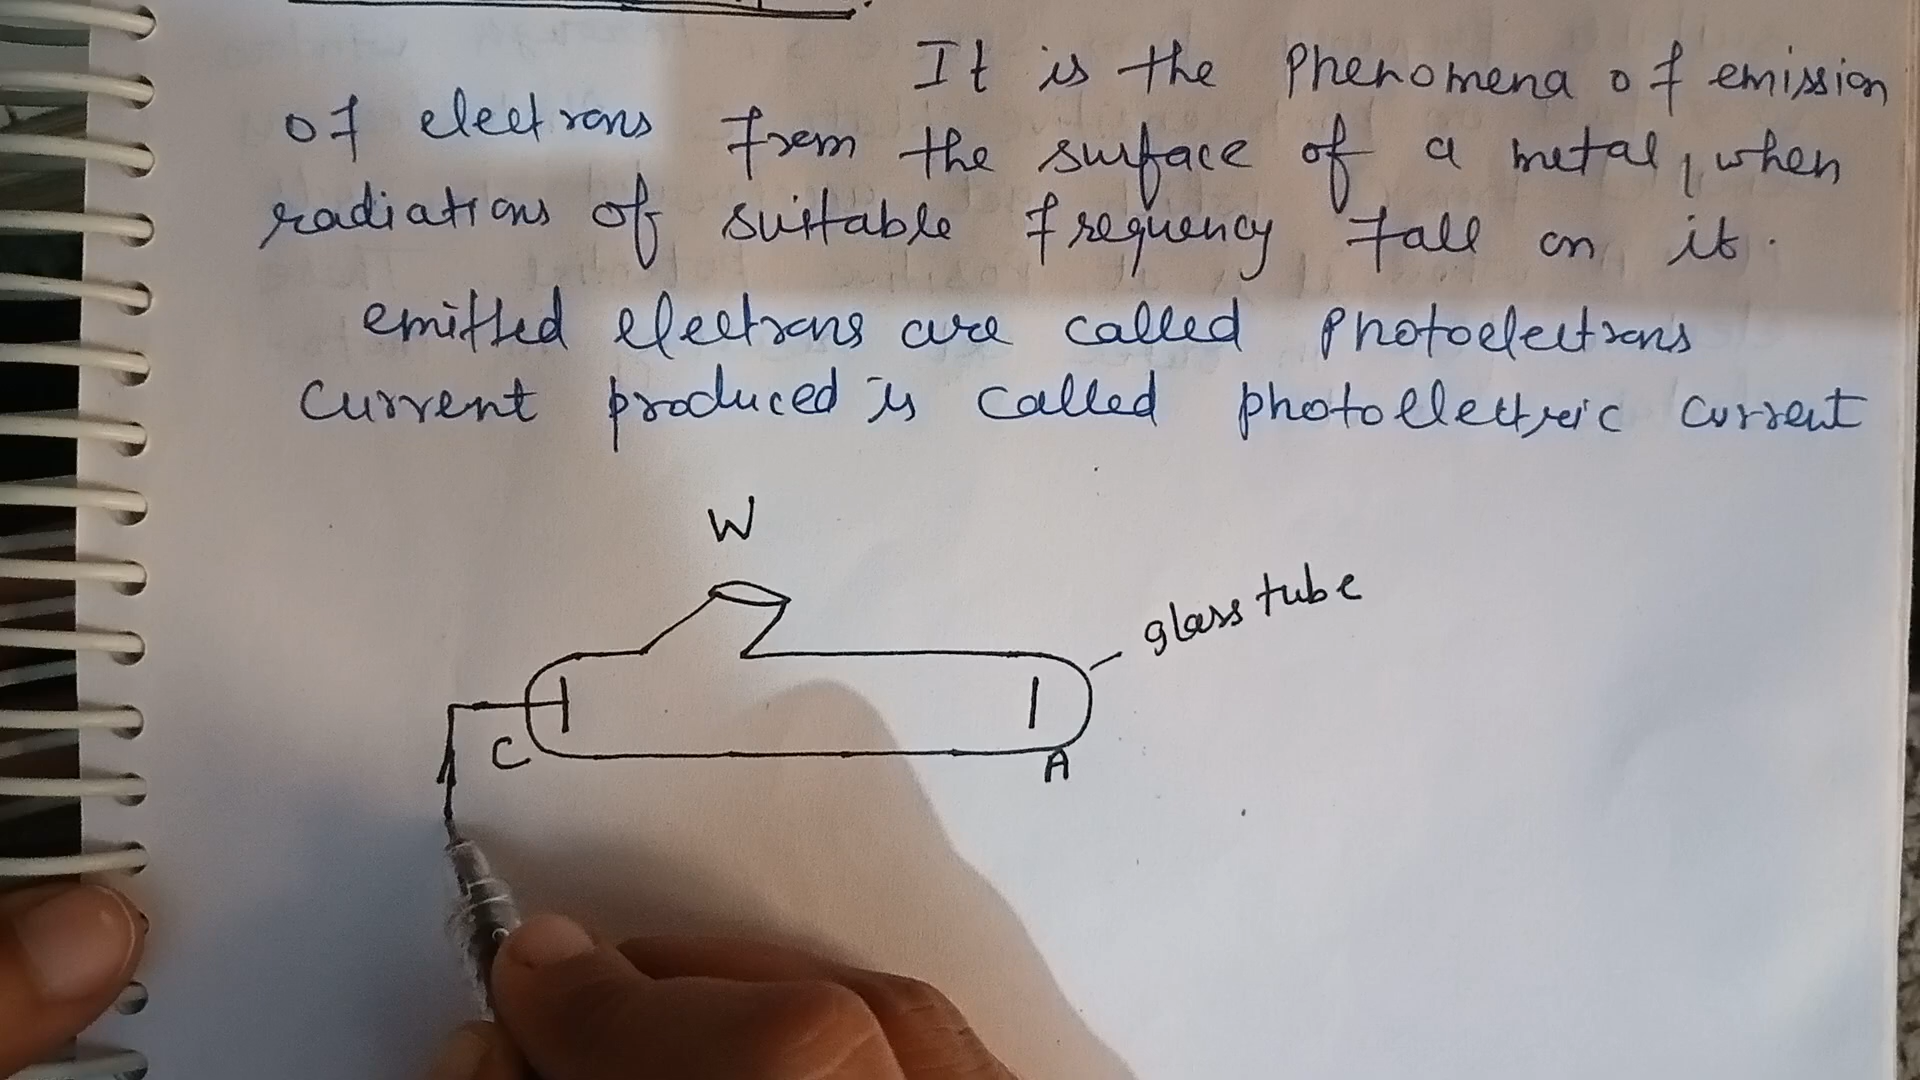 It is the Phenomena of emission
of electrons from the surface of a metal, when
radiations of suitable frequency fall on it.
emitted electrons are called Photoelectrons
Current produced is called photoelectric current
W
glass tube
C
A